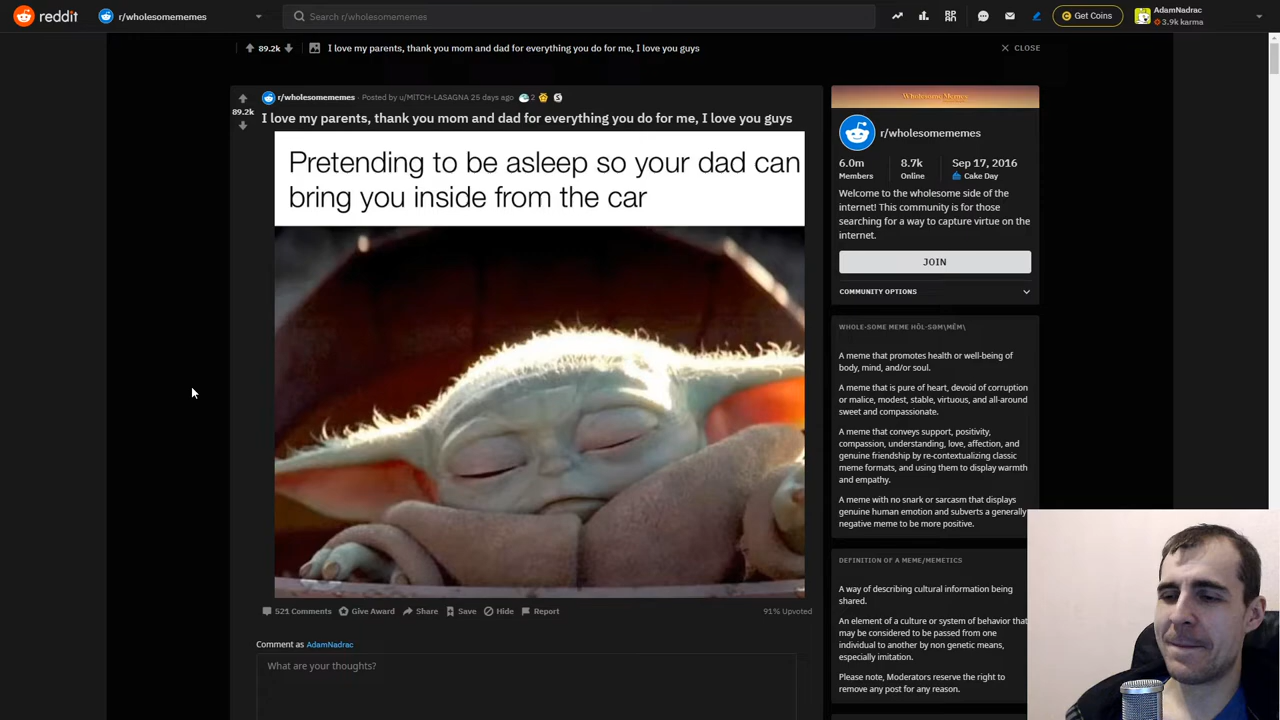 reddit
r/wholesomememes
Search r/wholesomememes
Get Coins
AdamNadrac
3.9k karma
89.2k
I love my parents, thank you mom and dad for everything you do for me, I love you guys
CLOSE
r/wholesomememes · Posted by u/MITCH-LASAGNA 25 days ago
2
89.2k
I love my parents, thank you mom and dad for everything you do for me, I love you guys
Pretending to be asleep so your dad can
bring you inside from the car
521 Comments
Give Award
Share
Save
Hide
Report
91% Upvoted
Comment as AdamNadrac
What are your thoughts?
Wholesome Memes
r/wholesomememes
6.0m
Members
8.7k
Online
Sep 17, 2016
Cake Day
Welcome to the wholesome side of the
internet! This community is for those
searching for a way to capture virtue on the
internet.
JOIN
COMMUNITY OPTIONS
WHOLE-SOME MEME HŌL-SƏM\MĒM\
A meme that promotes health or well-being of
body, mind, and/or soul.
A meme that is pure of heart, devoid of corruption
or malice, modest, stable, virtuous, and all-around
sweet and compassionate.
A meme that conveys support, positivity,
compassion, understanding, love, affection, and
genuine friendship by re-contextualizing classic
meme formats, and using them to display warmth
and empathy.
A meme with no snark or sarcasm that displays
genuine human emotion and subverts a generally
negative meme to be more positive.
DEFINITION OF A MEME/MEMETICS
A way of describing cultural information being
shared.
An element of a culture or system of behavior that
may be considered to be passed from one
individual to another by non genetic means,
especially imitation.
Please note, Moderators reserve the right to
remove any post for any reason.